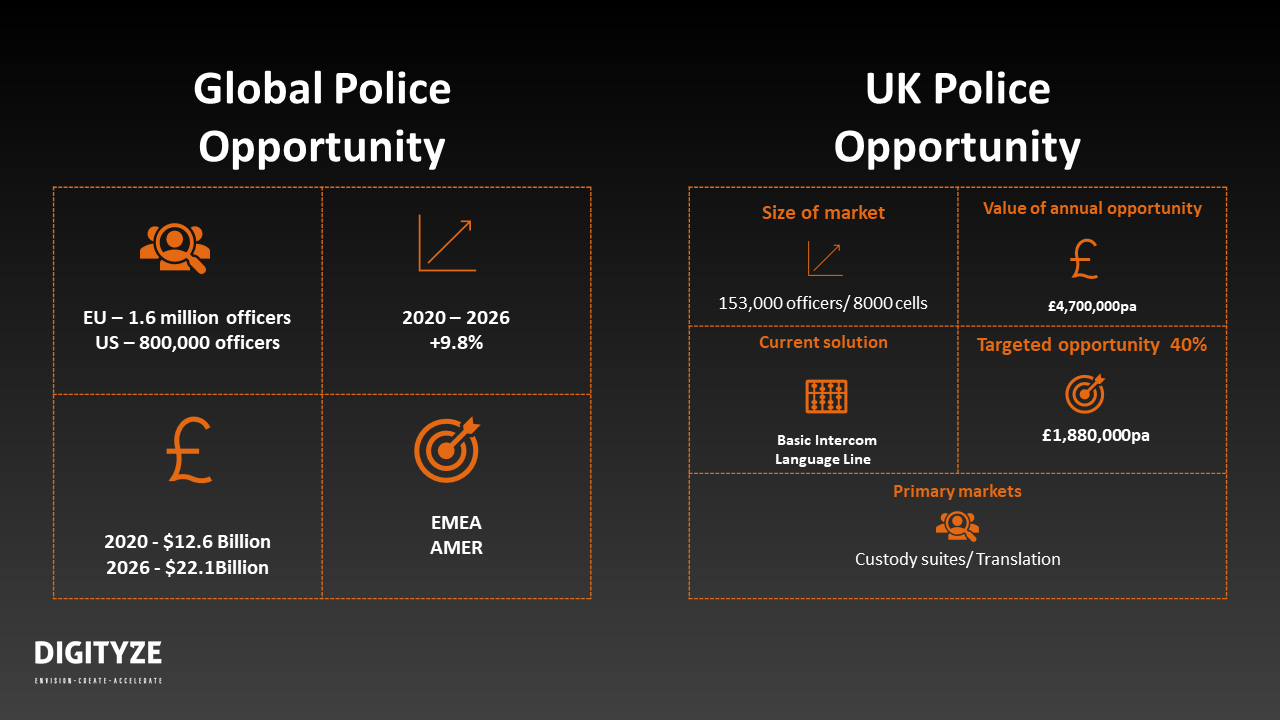 Global Police
Opportunity
EU – 1.6 million officers
US – 800,000 officers
2020 – 2026
+9.8%
2020 - $12.6 Billion
2026 - $22.1Billion
EMEA
AMER
UK Police
Opportunity
Size of market
153,000 officers/ 8000 cells
Value of annual opportunity
£
£4,700,000pa
Current solution
Basic Intercom
Language Line
Targeted opportunity 40%
£1,880,000pa
Primary markets
Custody suites/ Translation
DIGITYZE
ENVISION-CREATE-ACCELERATE